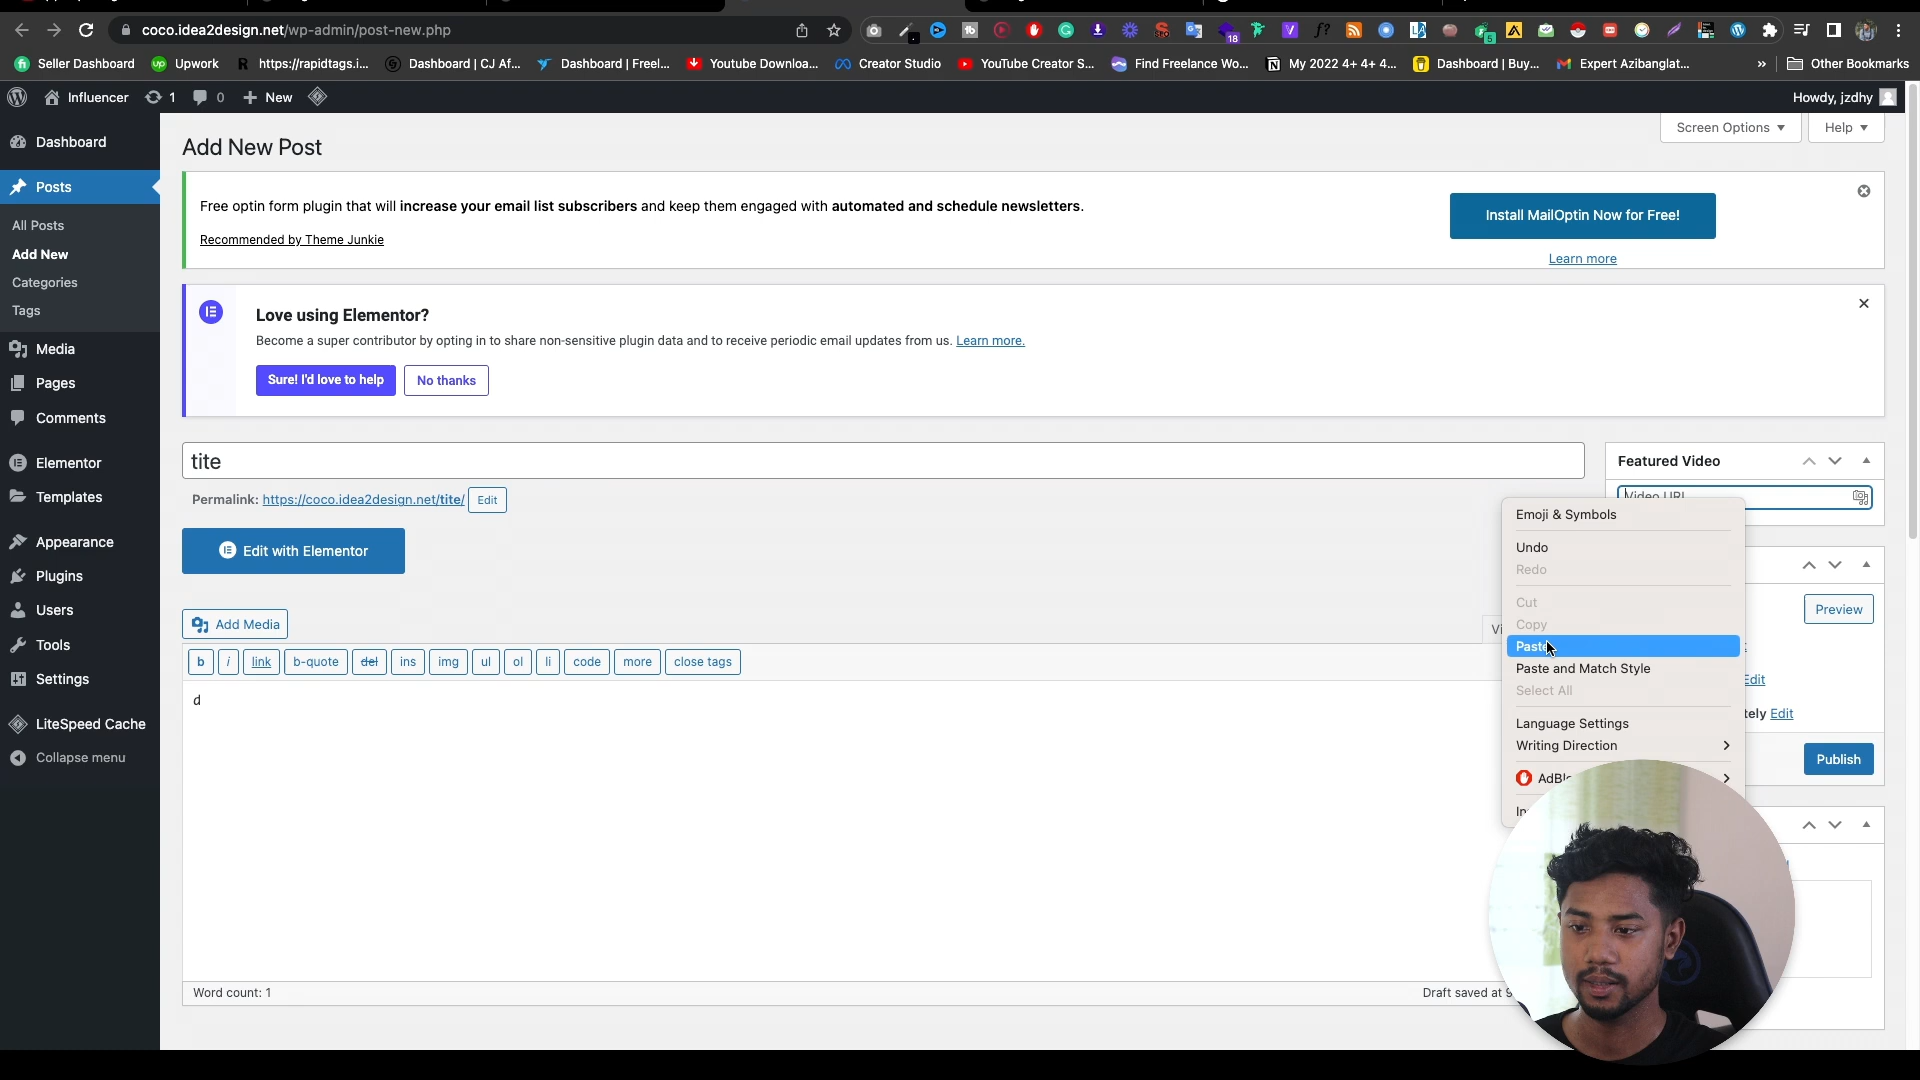 coco.idea2design.net/wp-admin/post-new.php
18
5
Seller Dashboard
Upwork
https://rapidtags.i...
Dashboard | CJ Af...
Dashboard | Freel...
Youtube Downloa...
Creator Studio
YouTube Creator S...
Find Freelance Wo...
My 2022 4+ 4+ 4...
Dashboard | Buy...
Expert Azibanglat...
»
Other Bookmarks
Influencer
1
0
+ New
Howdy, jzdhy
Screen Options
Help
Dashboard
Posts
All Posts
Add New
Categories
Tags
Media
Pages
Comments
Elementor
Templates
Appearance
Plugins
Users
Tools
Settings
LiteSpeed Cache
Collapse menu
Add New Post
Free optin form plugin that will increase your email list subscribers and keep them engaged with automated and schedule newsletters.
Recommended by Theme Junkie
Install MailOptin Now for Free!
Learn more
Love using Elementor?
Become a super contributor by opting in to share non-sensitive plugin data and to receive periodic email updates from us. Learn more.
Sure! I'd love to help
No thanks
tite
Permalink: https://coco.idea2design.net/tite/ Edit
Edit with Elementor
Add Media
b
i
link
b-quote
del
ins
img
ul
ol
li
code
more
close tags
d
Word count: 1
Draft saved at
Featured Video
Video URL
Emoji & Symbols
Undo
Redo
Cut
Copy
Paste
Paste and Match Style
Select All
Language Settings
Writing Direction
Preview
Edit
Edit
Publish